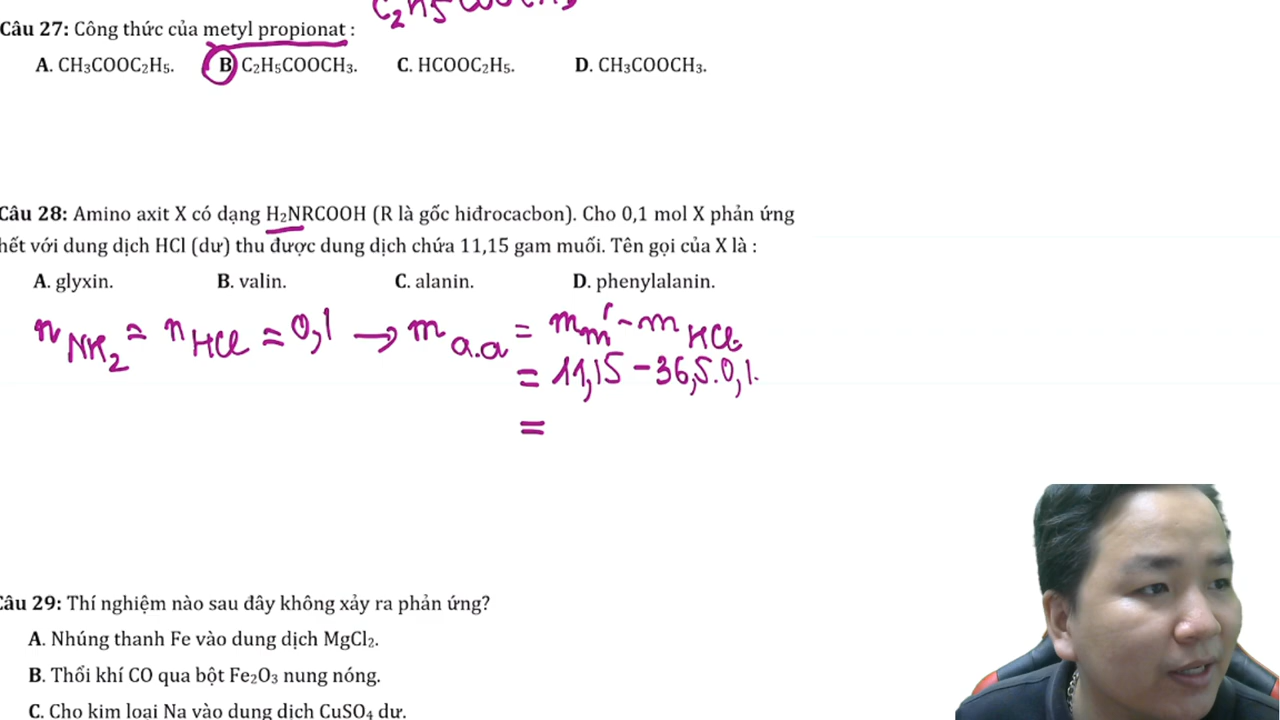 C₂H₅COOCH₃
Câu 27: Công thức của metyl propionat :
A. CH₃COOC₂H₅. B. C₂H₅COOCH₃. C. HCOOC₂H₅. D. CH₃COOCH₃.
Câu 28: Amino axit X có dạng H₂NRCOOH (R là gốc hiđrocacbon). Cho 0,1 mol X phản ứng
hết với dung dịch HCl (dư) thu được dung dịch chứa 11,15 gam muối. Tên gọi của X là :
A. glyxin. B. valin. C. alanin. D. phenylalanin.
n NH₂ = n HCl = 0,1 → m a.a = m m' - m HCl
= 11,15 - 36,5.0,1.
=
Câu 29: Thí nghiệm nào sau đây không xảy ra phản ứng?
A. Nhúng thanh Fe vào dung dịch MgCl₂.
B. Thổi khí CO qua bột Fe₂O₃ nung nóng.
C. Cho kim loại Na vào dung dịch CuSO₄ dư.